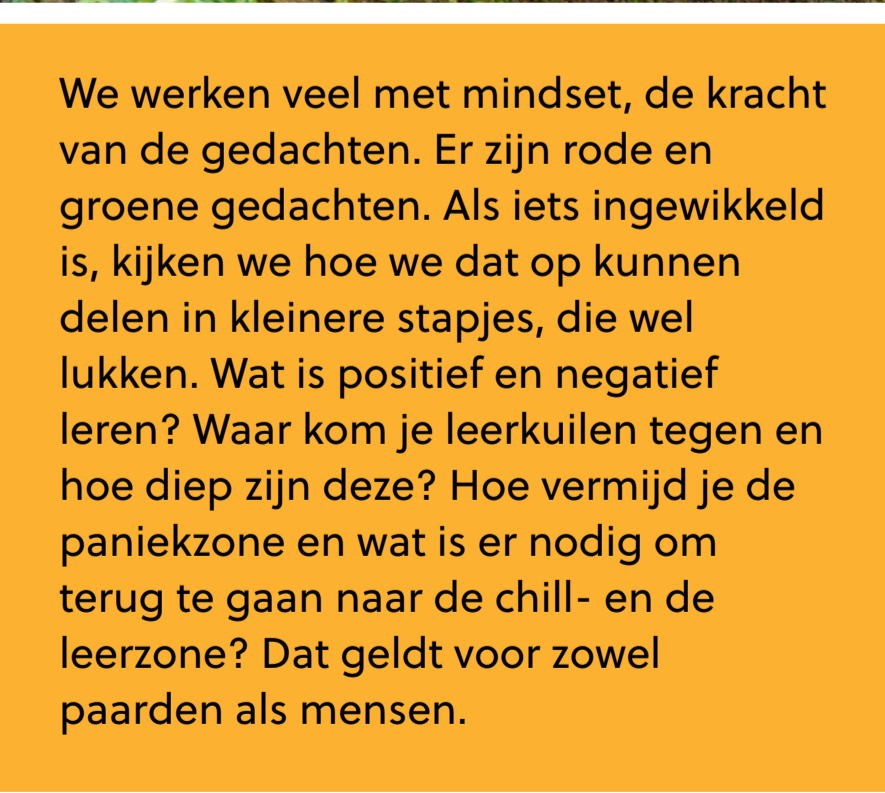 We werken veel met mindset, de kracht
van de gedachten. Er zijn rode en
groene gedachten. Als iets ingewikkeld
is, kijken we hoe we dat op kunnen
delen in kleinere stapjes, die wel
lukken. Wat is positief en negatief
leren? Waar kom je leerkuilen tegen en
hoe diep zijn deze? Hoe vermijd je de
paniekzone en wat is er nodig om
terug te gaan naar de chill- en de
leerzone? Dat geldt voor zowel
paarden als mensen.